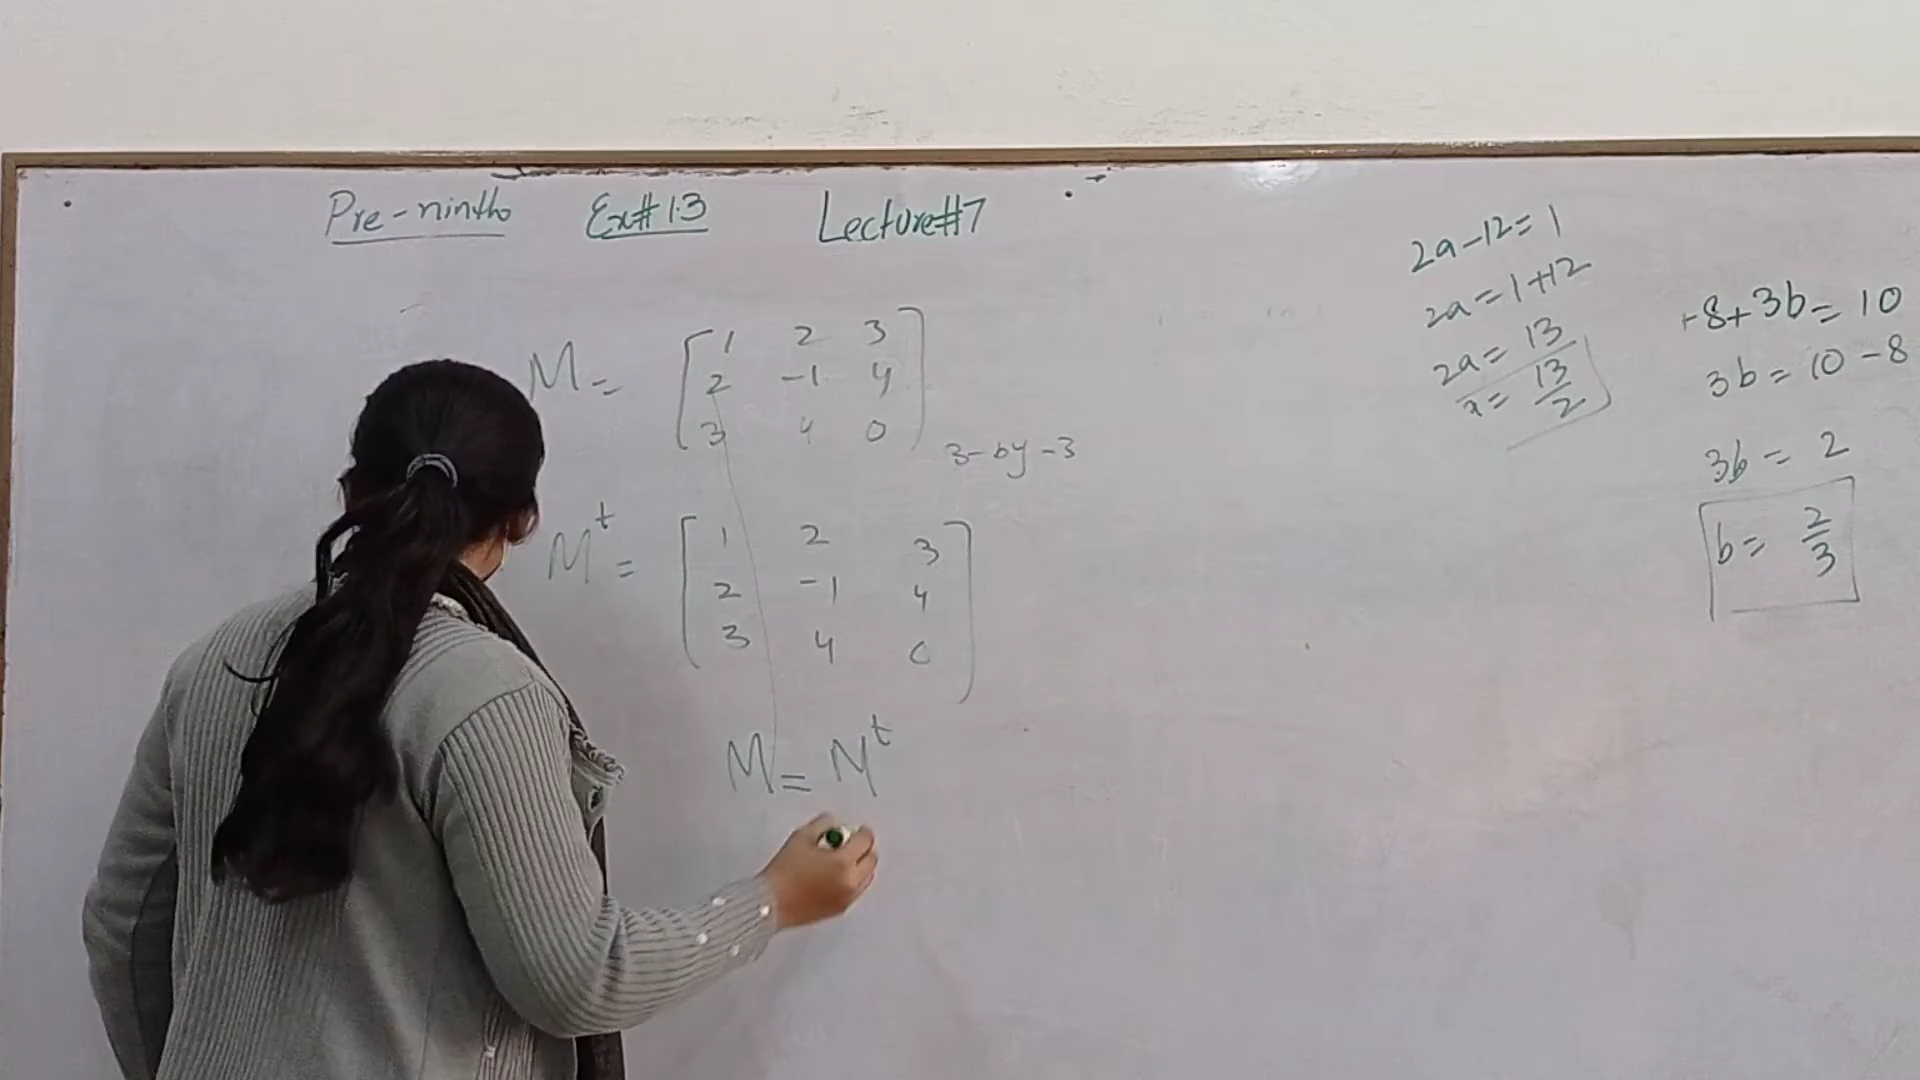 Pre-ninth Ex#1.3 Lecture#7
M= [1 2 3
2 -1 4
3 4 0] 3-by-3
M^t= [1 2 3
2 -1 4
3 4 0]
M = M^t
2a-12=1
2a=1+12
2a= 13
x= 13/2
+8+3b= 10
3b= 10-8
3b= 2
b= 2/3